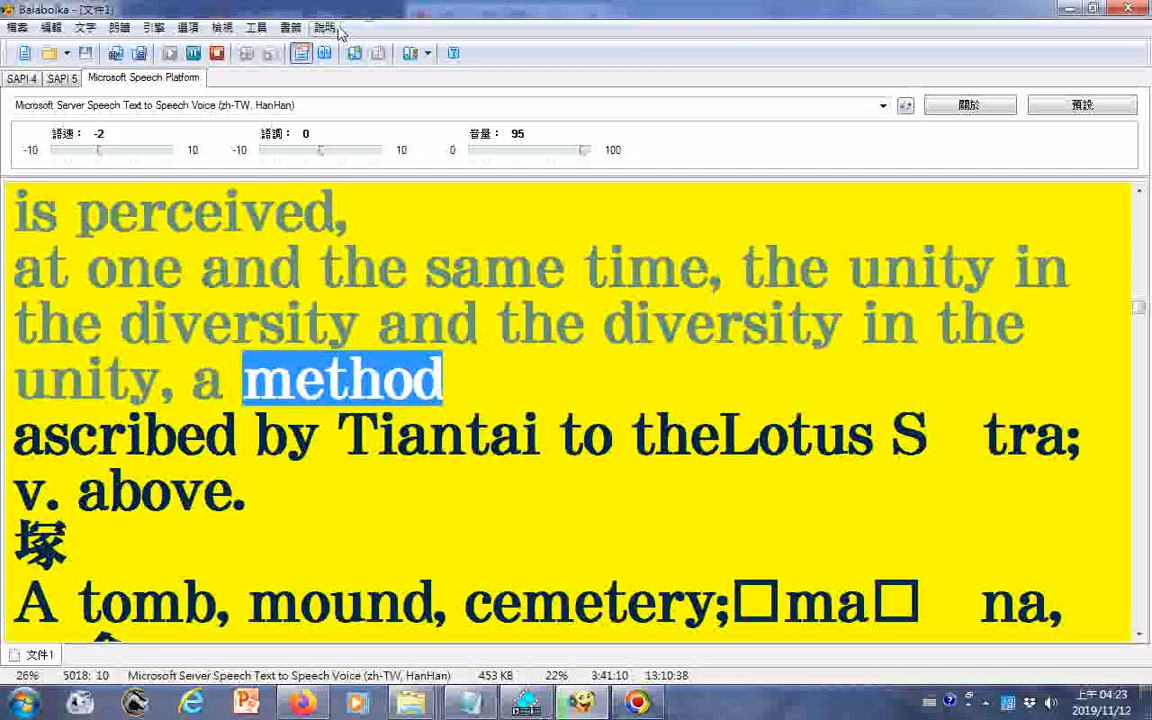 Balabolka - [文件1]
檔案 編輯 文字 朗讀 引擎 選項 檢視 工具 書籤 說明
SAPI 4 SAPI 5 Microsoft Speech Platform
Microsoft Server Speech Text to Speech Voice (zh-TW, HanHan) 關於 預設
語速： -2 語調： 0 音量： 95
-10 10 -10 10 0 100
is perceived,
at one and the same time, the unity in
the diversity and the diversity in the
unity, a method
ascribed by Tiantai to theLotus S tra;
v. above.
塚
A tomb, mound, cemetery;□ma□ na,
文件1
26% 5018: 10 Microsoft Server Speech Text to Speech Voice (zh-TW, HanHan) 453 KB 22% 3:41:10 13:10:38
上午 04:23
2019/11/12